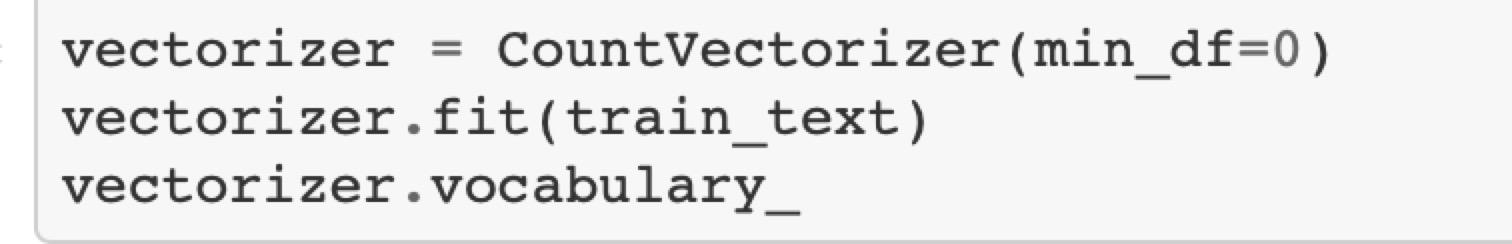 vectorizer = CountVectorizer(min_df=0)
vectorizer.fit(train_text)
vectorizer.vocabulary_